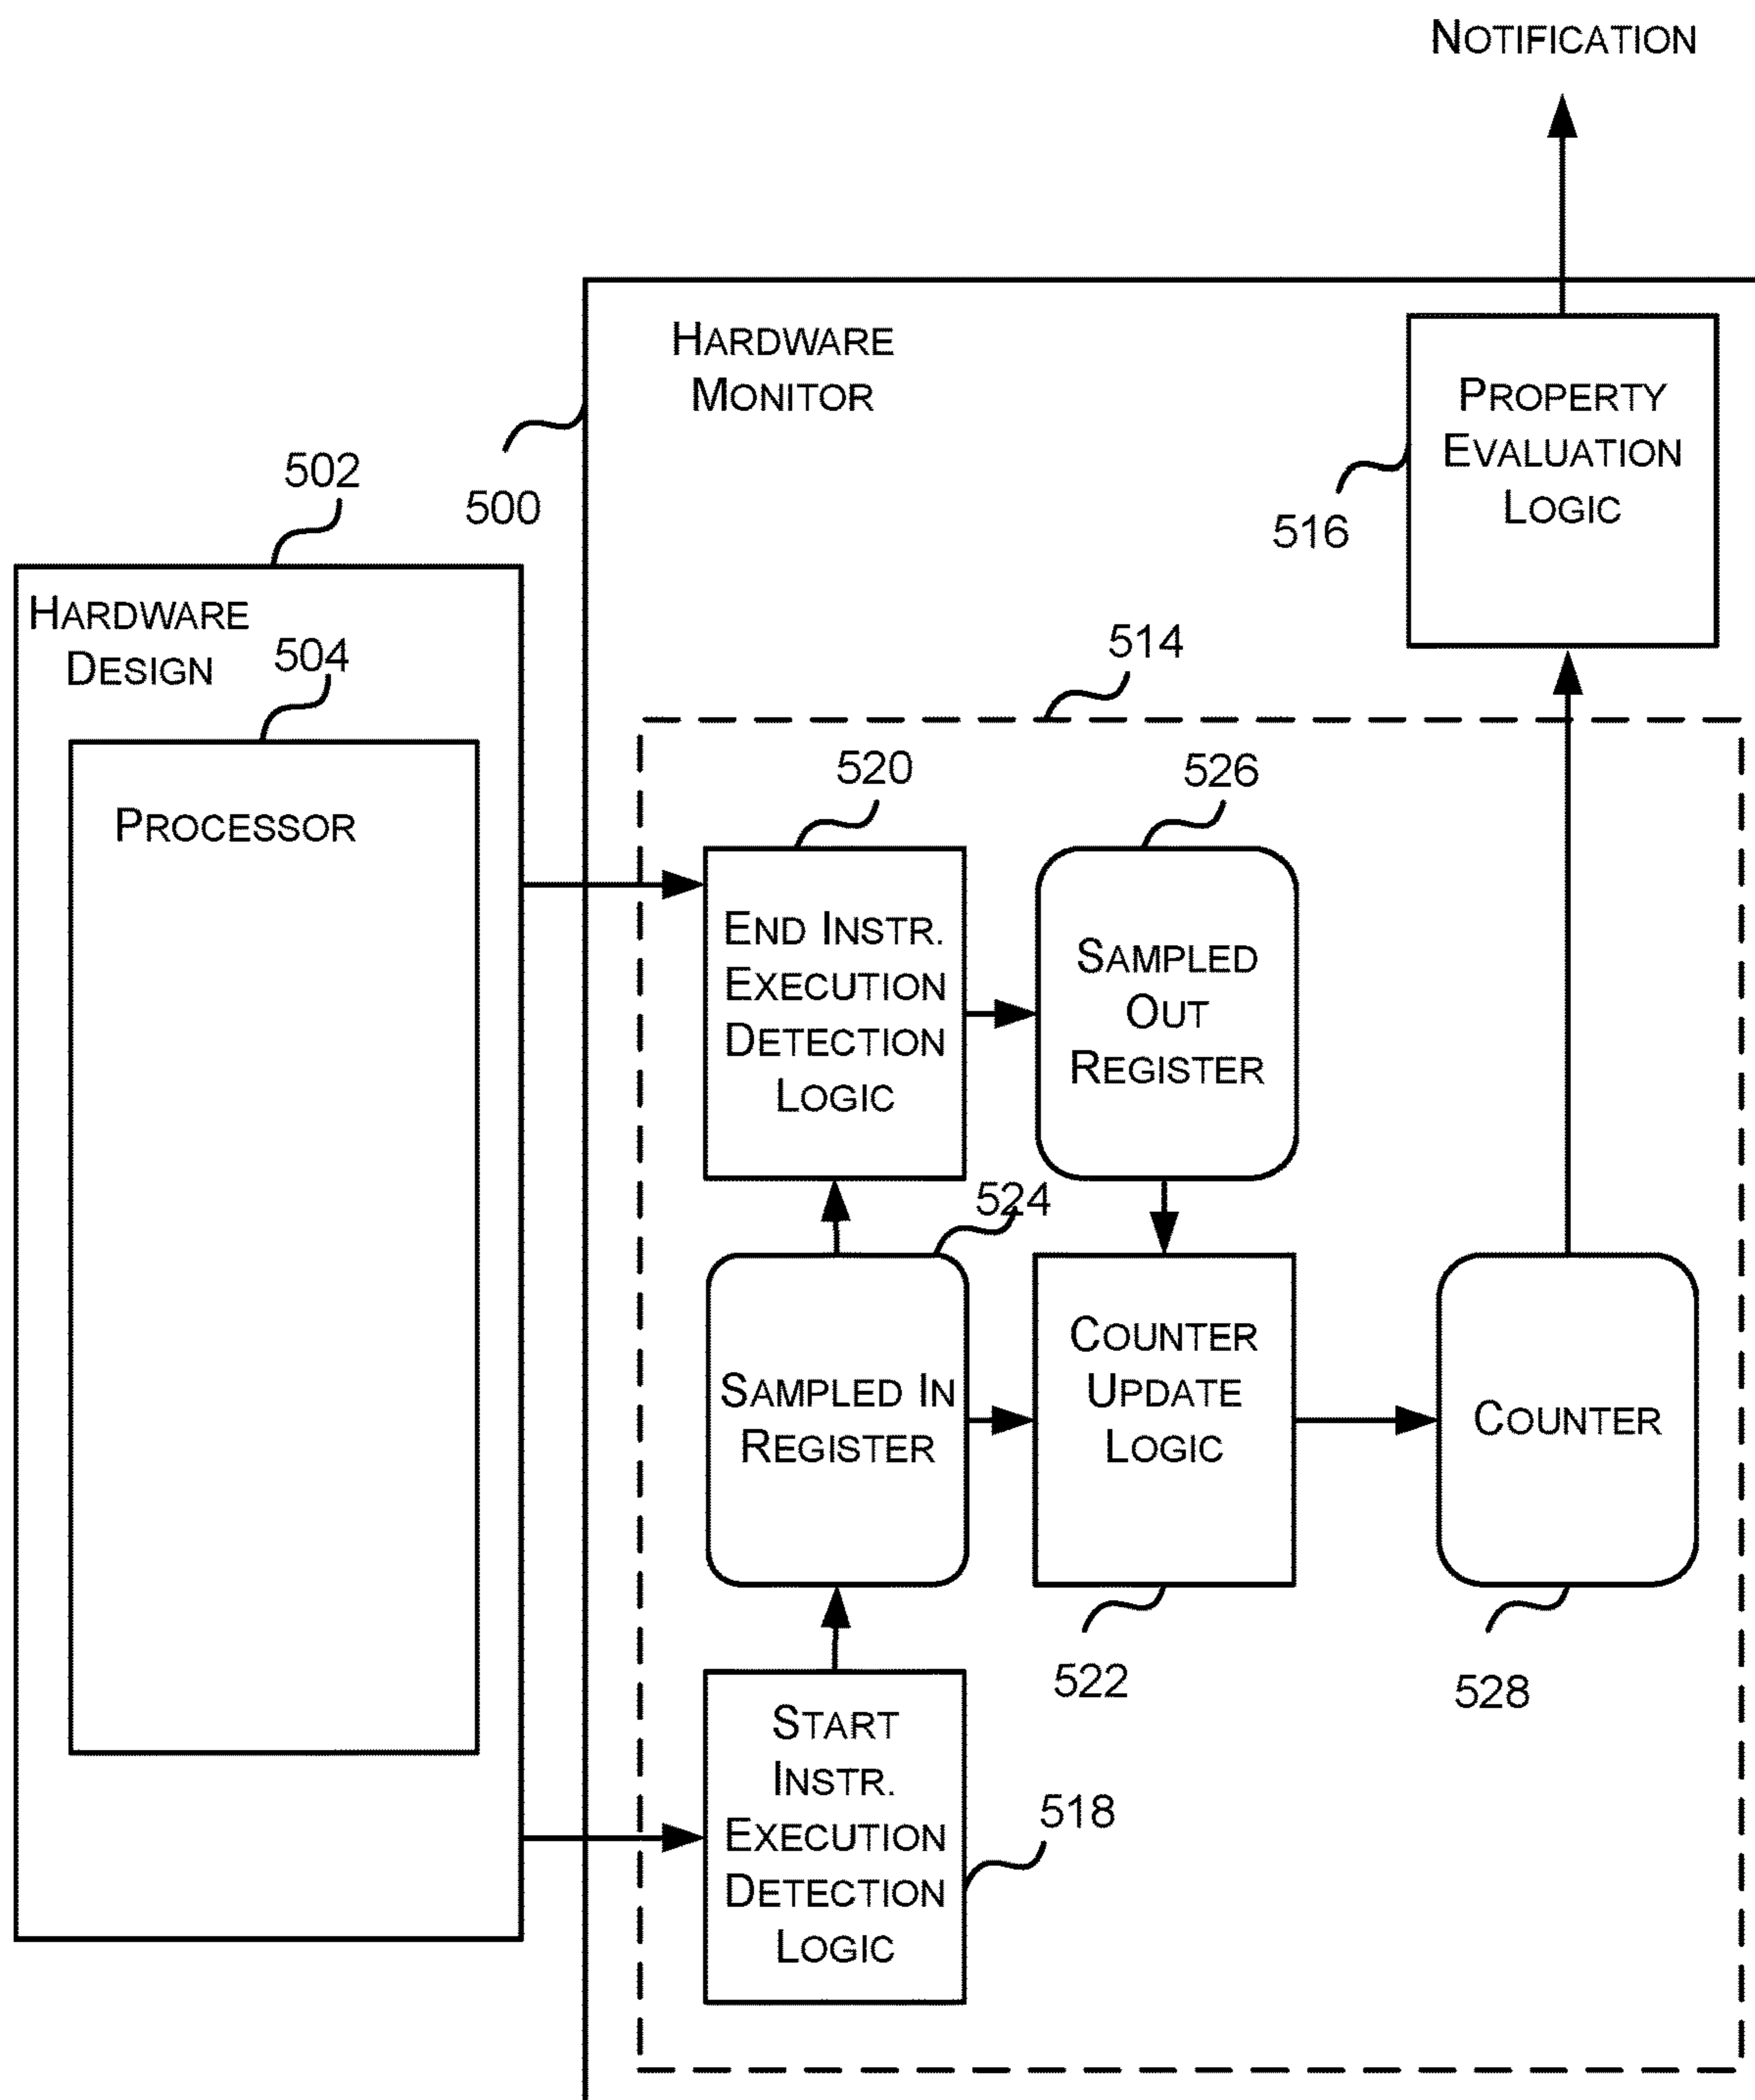 NOTIFICATION
HARDWARE
MONITOR
500
PROPERTY
EVALUATION
LOGIC
516
502
HARDWARE
DESIGN
504
PROCESSOR
514
520
END INSTR.
EXECUTION
DETECTION
LOGIC
526
SAMPLED
OUT
REGISTER
524
SAMPLED IN
REGISTER
COUNTER
UPDATE
LOGIC
522
COUNTER
528
START
INSTR.
EXECUTION
DETECTION
LOGIC
518